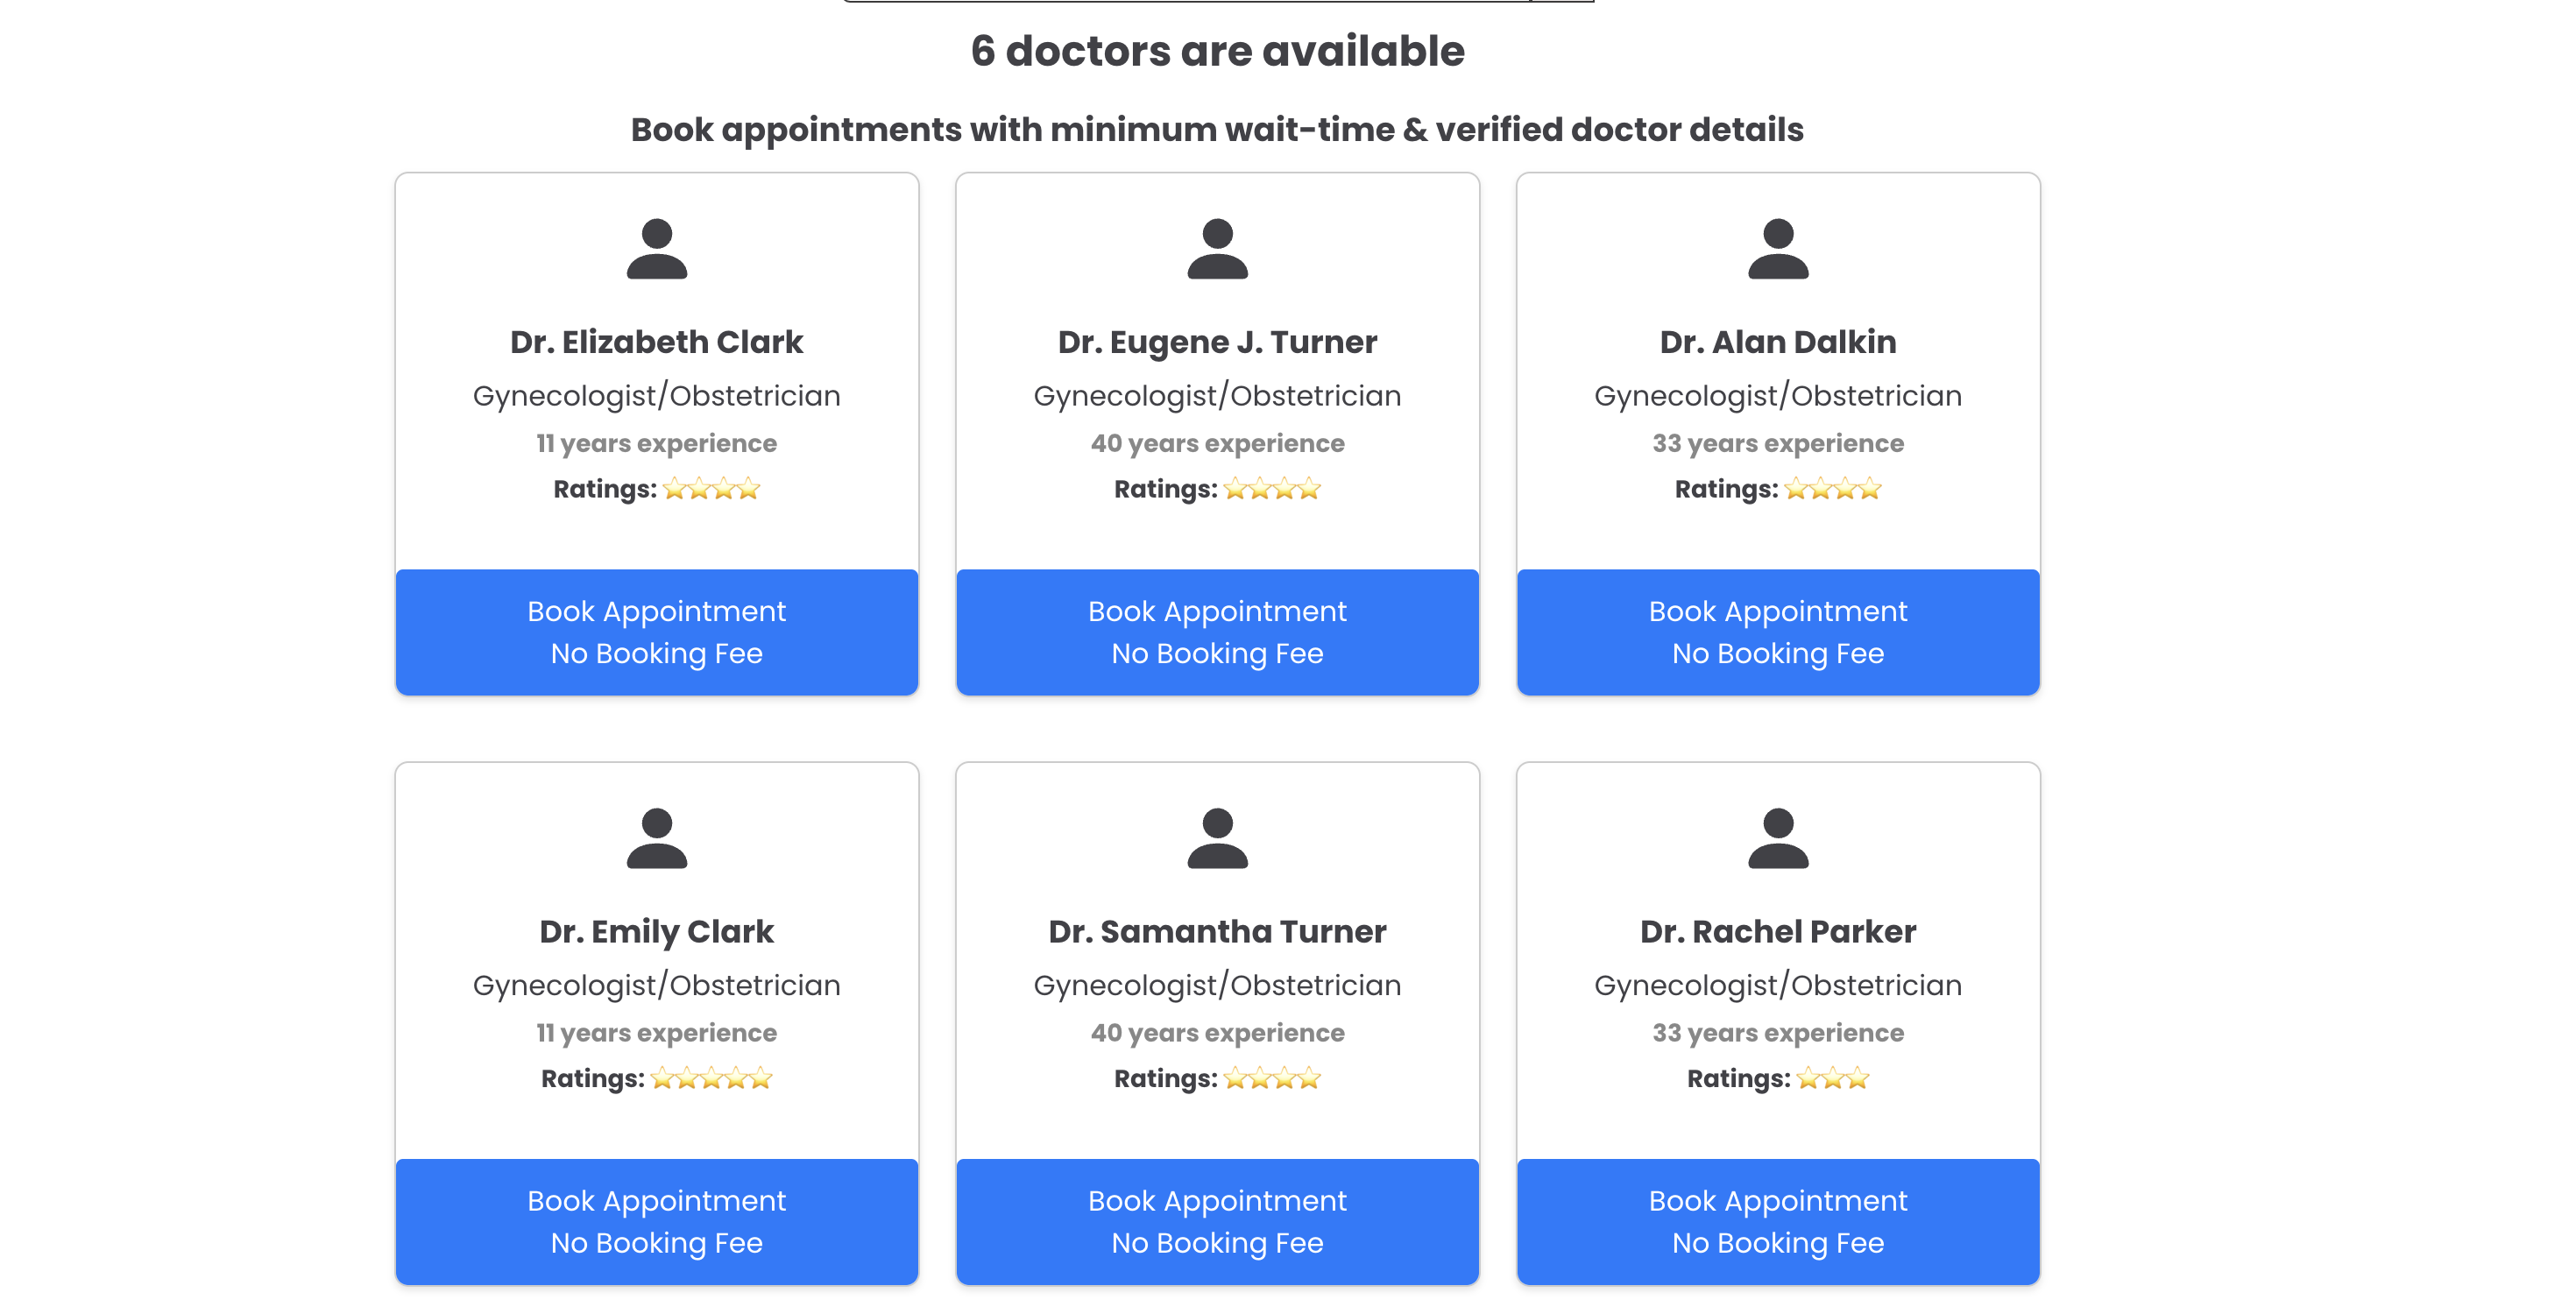 6 doctors are available
Book appointments with minimum wait-time & verified doctor details
Dr. Elizabeth Clark
Gynecologist/Obstetrician
11 years experience
Ratings: ⭐⭐⭐⭐
Book Appointment
No Booking Fee
Dr. Eugene J. Turner
Gynecologist/Obstetrician
40 years experience
Ratings: ⭐⭐⭐⭐
Book Appointment
No Booking Fee
Dr. Alan Dalkin
Gynecologist/Obstetrician
33 years experience
Ratings: ⭐⭐⭐⭐
Book Appointment
No Booking Fee
Dr. Emily Clark
Gynecologist/Obstetrician
11 years experience
Ratings: ⭐⭐⭐⭐⭐
Book Appointment
No Booking Fee
Dr. Samantha Turner
Gynecologist/Obstetrician
40 years experience
Ratings: ⭐⭐⭐⭐
Book Appointment
No Booking Fee
Dr. Rachel Parker
Gynecologist/Obstetrician
33 years experience
Ratings: ⭐⭐⭐
Book Appointment
No Booking Fee